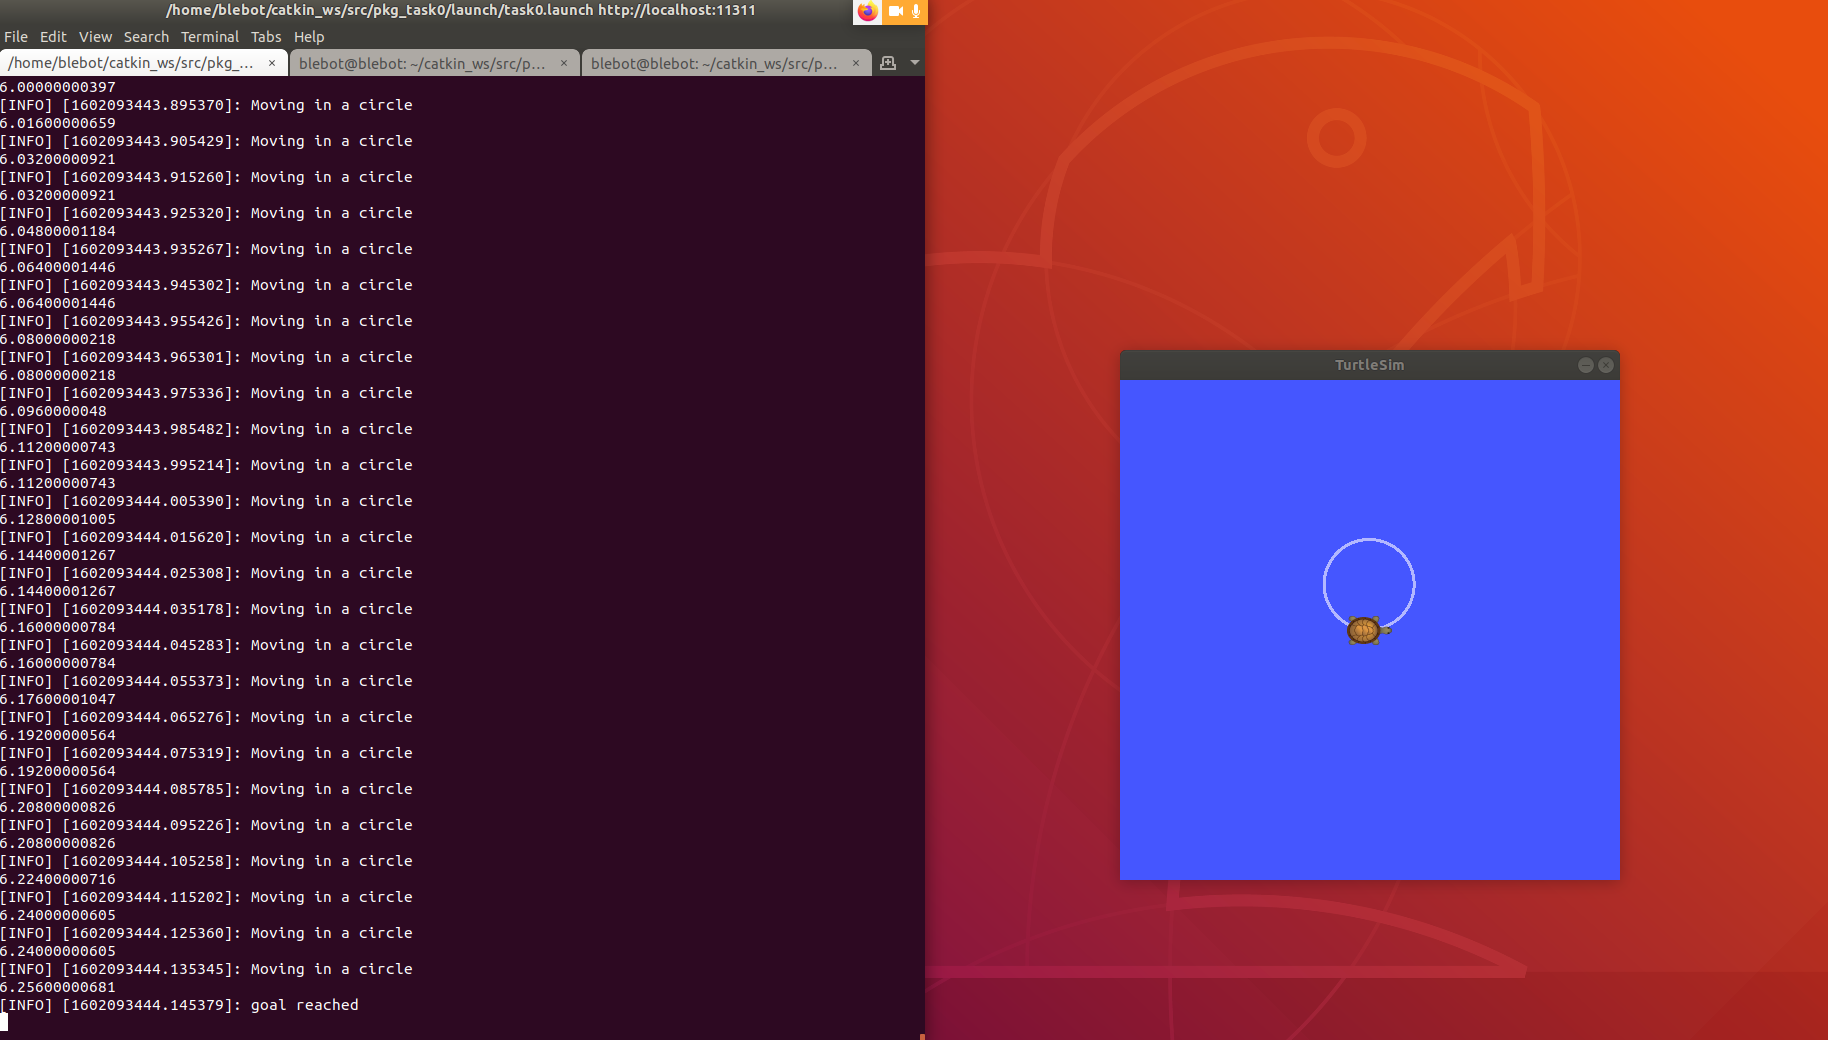 /home/blebot/catkin_ws/src/pkg_task0/launch/task0.launch http://localhost:11311
File Edit View Search Terminal Tabs Help
/home/blebot/catkin_ws/src/pkg_... × blebot@blebot: ~/catkin_ws/src/p... × blebot@blebot: ~/catkin_ws/src/p... ×
6.00000000397
[INFO] [1602093443.895370]: Moving in a circle
6.01600000659
[INFO] [1602093443.905429]: Moving in a circle
6.03200000921
[INFO] [1602093443.915260]: Moving in a circle
6.03200000921
[INFO] [1602093443.925320]: Moving in a circle
6.04800001184
[INFO] [1602093443.935267]: Moving in a circle
6.06400001446
[INFO] [1602093443.945302]: Moving in a circle
6.06400001446
[INFO] [1602093443.955426]: Moving in a circle
6.08000000218
[INFO] [1602093443.965301]: Moving in a circle
6.08000000218
[INFO] [1602093443.975336]: Moving in a circle
6.0960000048
[INFO] [1602093443.985482]: Moving in a circle
6.11200000743
[INFO] [1602093443.995214]: Moving in a circle
6.11200000743
[INFO] [1602093444.005390]: Moving in a circle
6.12800001005
[INFO] [1602093444.015620]: Moving in a circle
6.14400001267
[INFO] [1602093444.025308]: Moving in a circle
6.14400001267
[INFO] [1602093444.035178]: Moving in a circle
6.16000000784
[INFO] [1602093444.045283]: Moving in a circle
6.16000000784
[INFO] [1602093444.055373]: Moving in a circle
6.17600001047
[INFO] [1602093444.065276]: Moving in a circle
6.19200000564
[INFO] [1602093444.075319]: Moving in a circle
6.19200000564
[INFO] [1602093444.085785]: Moving in a circle
6.20800000826
[INFO] [1602093444.095226]: Moving in a circle
6.20800000826
[INFO] [1602093444.105258]: Moving in a circle
6.22400000716
[INFO] [1602093444.115202]: Moving in a circle
6.24000000605
[INFO] [1602093444.125360]: Moving in a circle
6.24000000605
[INFO] [1602093444.135345]: Moving in a circle
6.25600000681
[INFO] [1602093444.145379]: goal reached
TurtleSim